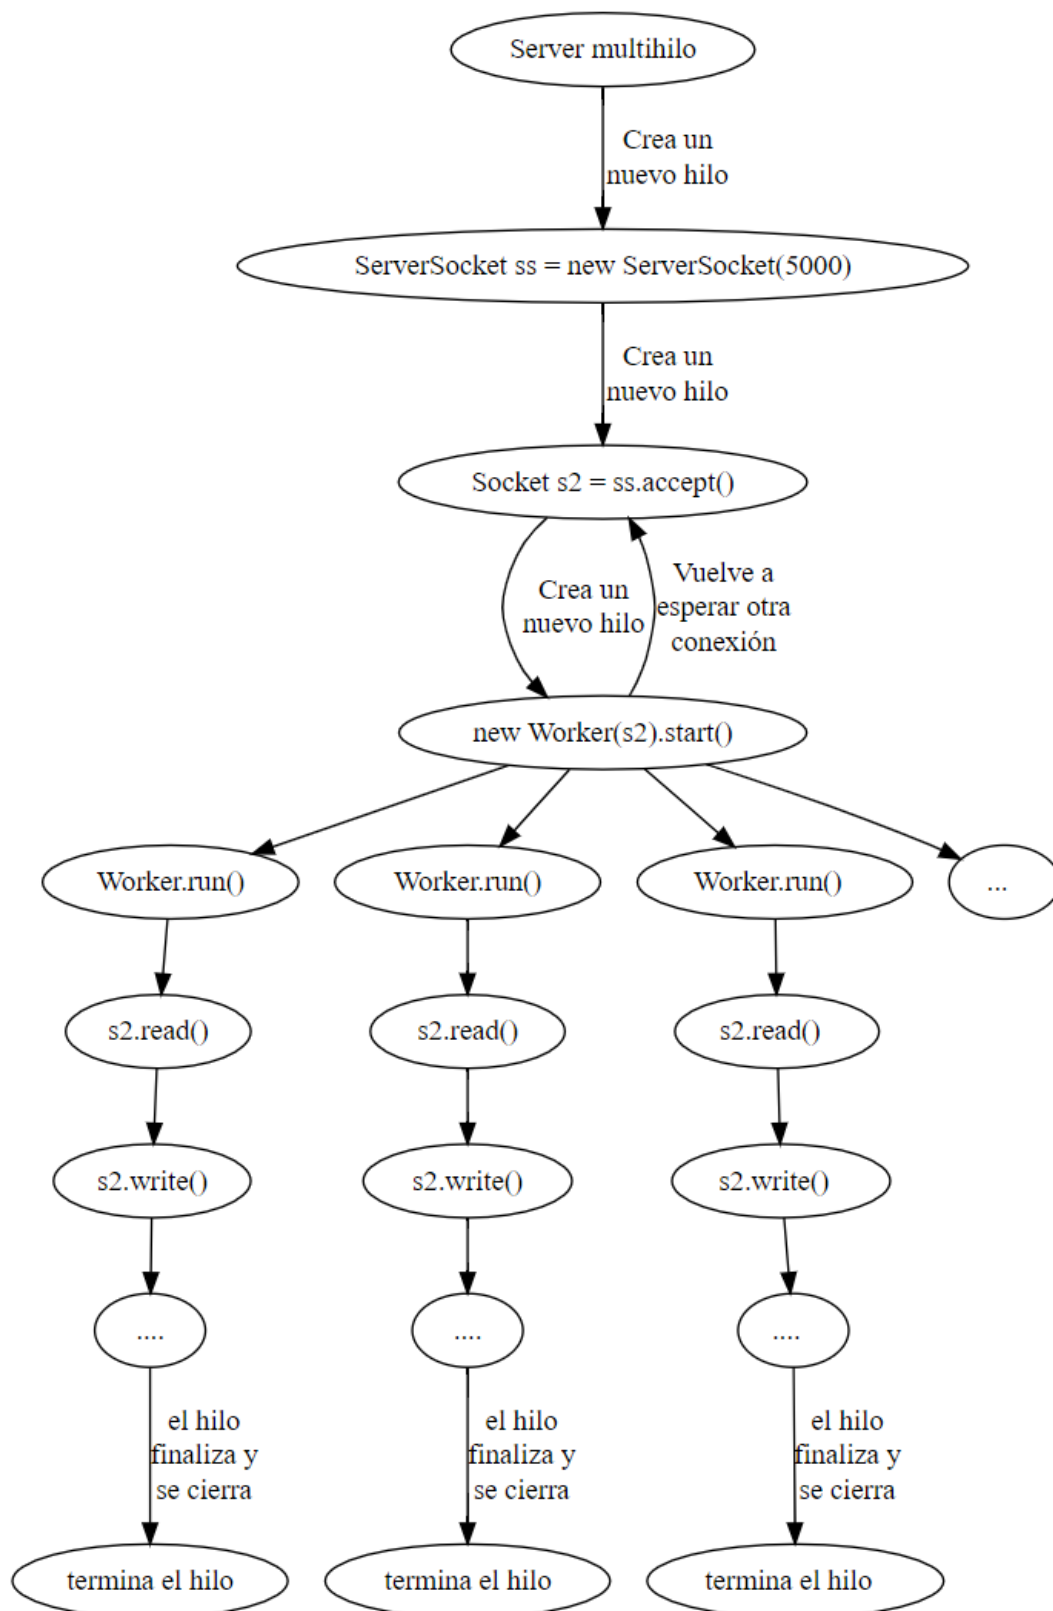 Server multihilo
Crea un
nuevo hilo
ServerSocket ss = new ServerSocket(5000)
Crea un
nuevo hilo
Socket s2 = ss.accept()
Crea un
nuevo hilo
Vuelve a
esperar otra
conexión
new Worker(s2).start()
Worker.run()
Worker.run()
Worker.run()
...
s2.read()
s2.read()
s2.read()
s2.write()
s2.write()
s2.write()
....
....
....
el hilo
finaliza y
se cierra
el hilo
finaliza y
se cierra
el hilo
finaliza y
se cierra
termina el hilo
termina el hilo
termina el hilo